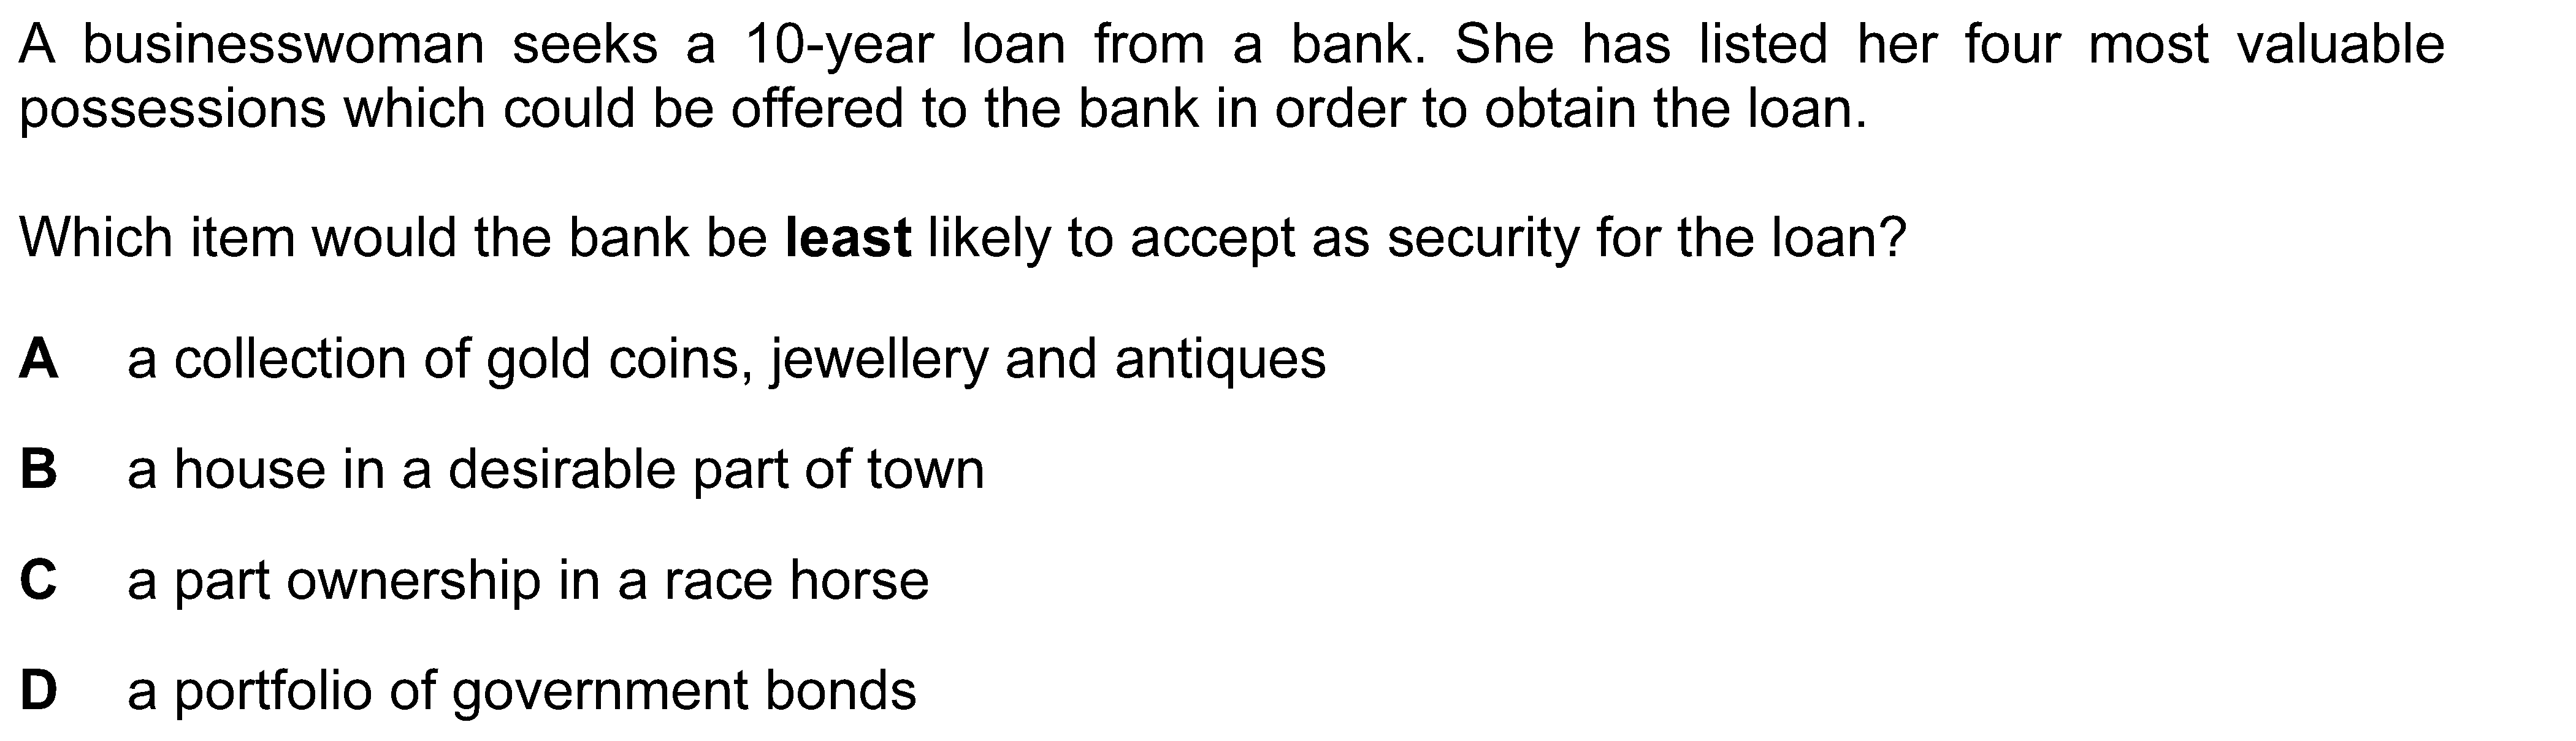 A businesswoman seeks a 10-year loan from a bank. She has listed her four most valuable
possessions which could be offered to the bank in order to obtain the loan.
Which item would the bank be least likely to accept as security for the loan?
A a collection of gold coins, jewellery and antiques
B a house in a desirable part of town
C a part ownership in a race horse
D a portfolio of government bonds